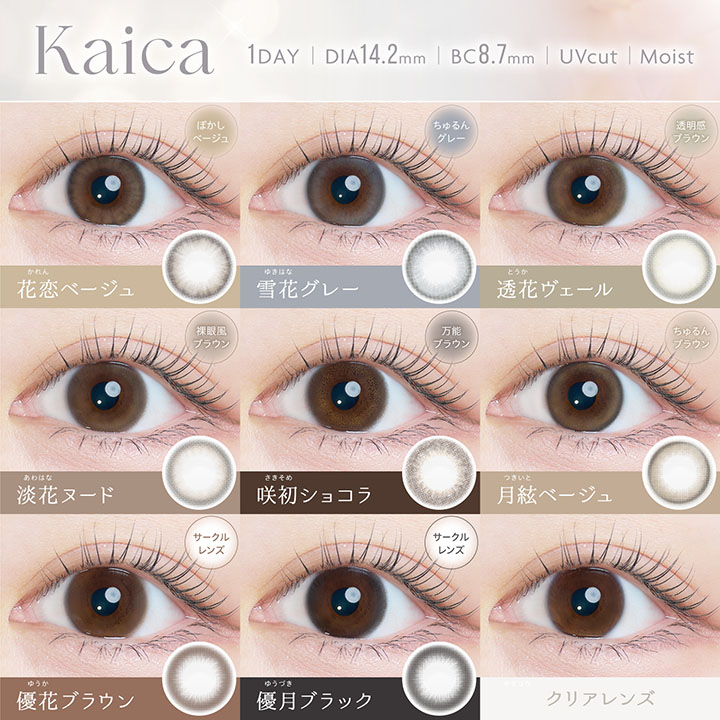 Kaica 1DAY | DIA14.2mm | BC8.7mm | UVcut | Moist
ぼかし
ベージュ
かれん
花恋ベージュ
ちゅるん
グレー
ゆきはな
雪花グレー
透明感
ブラウン
とうか
透花ヴェール
裸眼風
ブラウン
あわはな
淡花ヌード
万能
ブラウン
さきそめ
咲初ショコラ
ちゅるん
ブラウン
つきいと
月絃ベージュ
サークル
レンズ
ゆうか
優花ブラウン
サークル
レンズ
ゆうづき
優月ブラック
クリアレンズ